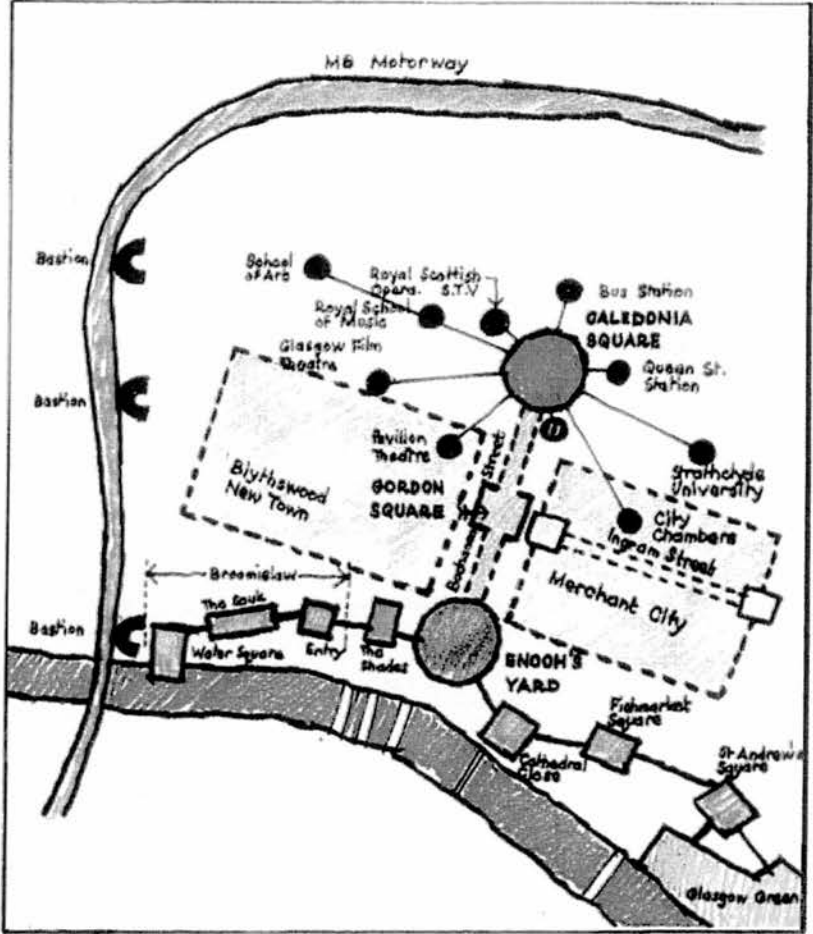 M8 Motorway
Bastion
School
of Art
Royal Scottish
Opera. S.T.V
Bus Station
CALEDONIA
SQUARE
Royal School
of Music
Glasgow Film
Theatre
Queen St.
Station
Bastion
Pavilion
Theatre
Street
Strathclyde
University
Blythswood
New Town
GORDON
SQUARE
City
Chambers
Ingram Street
Buchanan
Merchant City
Broomielaw
Bastion
The
Water Square
Entry
The
Shades
ENOCH'S
YARD
Fishmarket
Square
Cathedral
Close
St Andrew's
Square
Glasgow Green